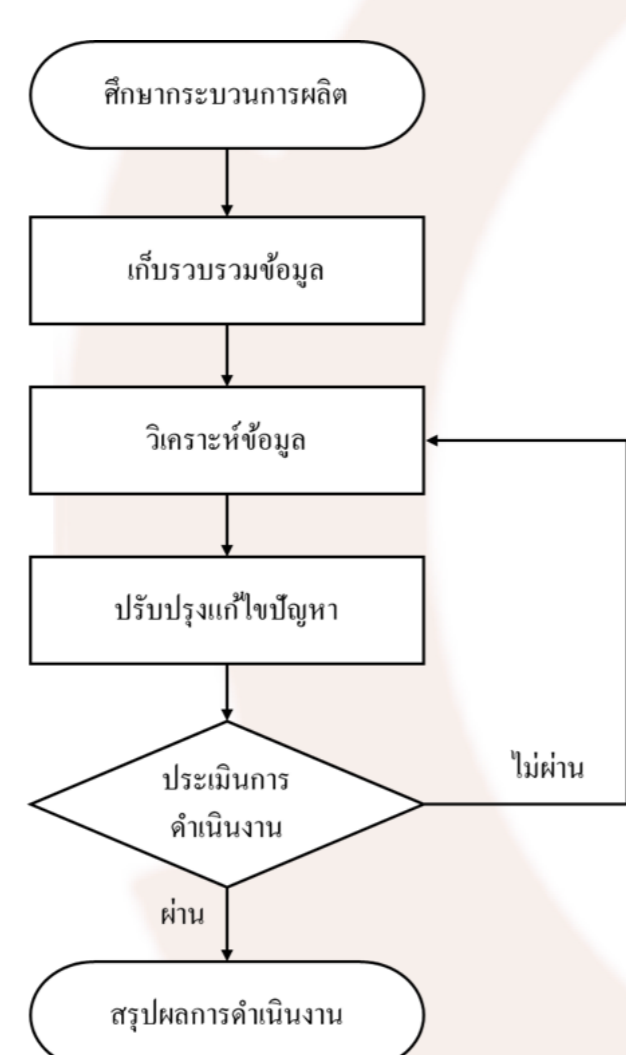 ศึกษากระบวนการผลิต
เก็บรวบรวมข้อมูล
วิเคราะห์ข้อมูล
ปรับปรุงแก้ไขปัญหา
ประเมินการ
ดำเนินงาน
ไม่ผ่าน
ผ่าน
สรุปผลการดำเนินงาน